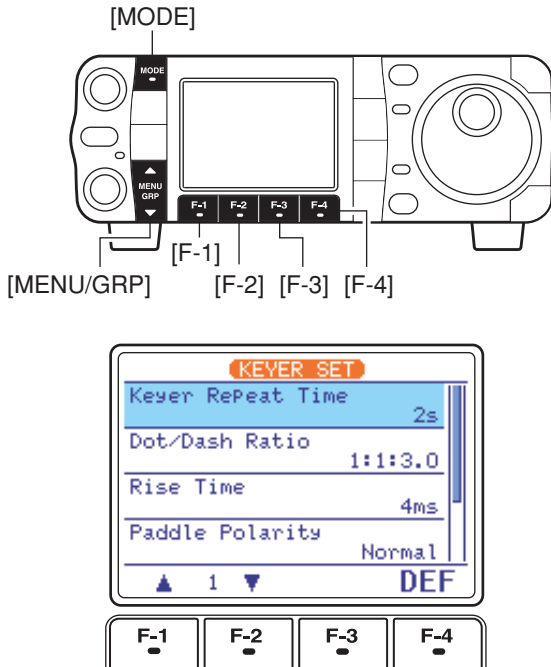 [MODE]
MODE
MENU
GRP
F-1 F-2 F-3 F-4
[F-1]
[MENU/GRP] [F-2] [F-3] [F-4]
KEYER SET
Keyer Repeat Time
2s
Dot/Dash Ratio
1:1:3.0
Rise Time
4ms
Paddle Polarity
Normal
▲ 1 ▼ DEF
F-1 F-2 F-3 F-4